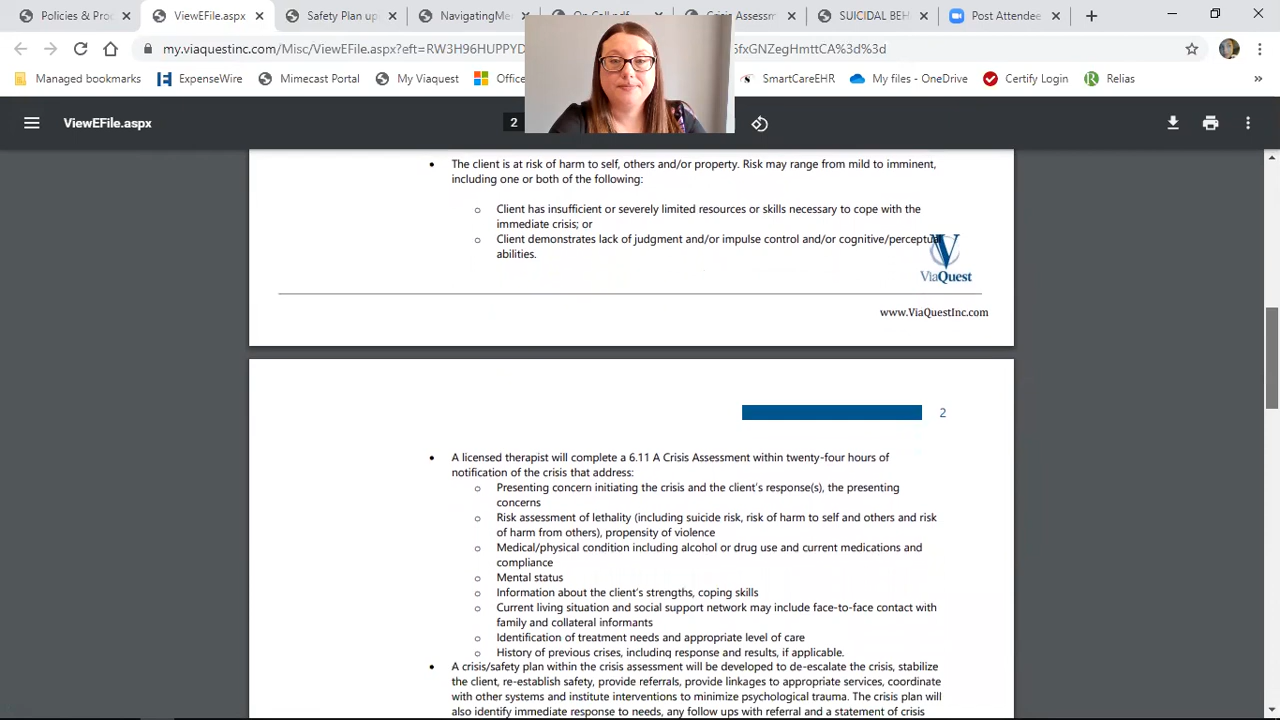 Policies & Pro
ViewEFile.aspx
Safety Plan up
NavigatingMe
On Call.pdf
Crisis Assessm
SUICIDAL BEH
Post Attendee
my.viaquestinc.com/Misc/ViewEFile.aspx?eft=RW3H96HUPPYD
fxGNZegHmttCA%3d%3d
Managed bookmarks
ExpenseWire
Mimecast Portal
My Viaquest
Office
SmartCareEHR
My files - OneDrive
Certify Login
Relias
»
ViewEFile.aspx
2
• The client is at risk of harm to self, others and/or property. Risk may range from mild to imminent,
including one or both of the following:
o Client has insufficient or severely limited resources or skills necessary to cope with the
immediate crisis; or
o Client demonstrates lack of judgment and/or impulse control and/or cognitive/perceptual
abilities.
ViaQuest
www.ViaQuestInc.com
2
• A licensed therapist will complete a 6.11 A Crisis Assessment within twenty-four hours of
notification of the crisis that address:
o Presenting concern initiating the crisis and the client's response(s), the presenting
concerns
o Risk assessment of lethality (including suicide risk, risk of harm to self and others and risk
of harm from others), propensity of violence
o Medical/physical condition including alcohol or drug use and current medications and
compliance
o Mental status
o Information about the client's strengths, coping skills
o Current living situation and social support network may include face-to-face contact with
family and collateral informants
o Identification of treatment needs and appropriate level of care
o History of previous crises, including response and results, if applicable.
• A crisis/safety plan within the crisis assessment will be developed to de-escalate the crisis, stabilize
the client, re-establish safety, provide referrals, provide linkages to appropriate services, coordinate
with other systems and institute interventions to minimize psychological trauma. The crisis plan will
also identify immediate response to needs, any follow ups with referral and a statement of crisis